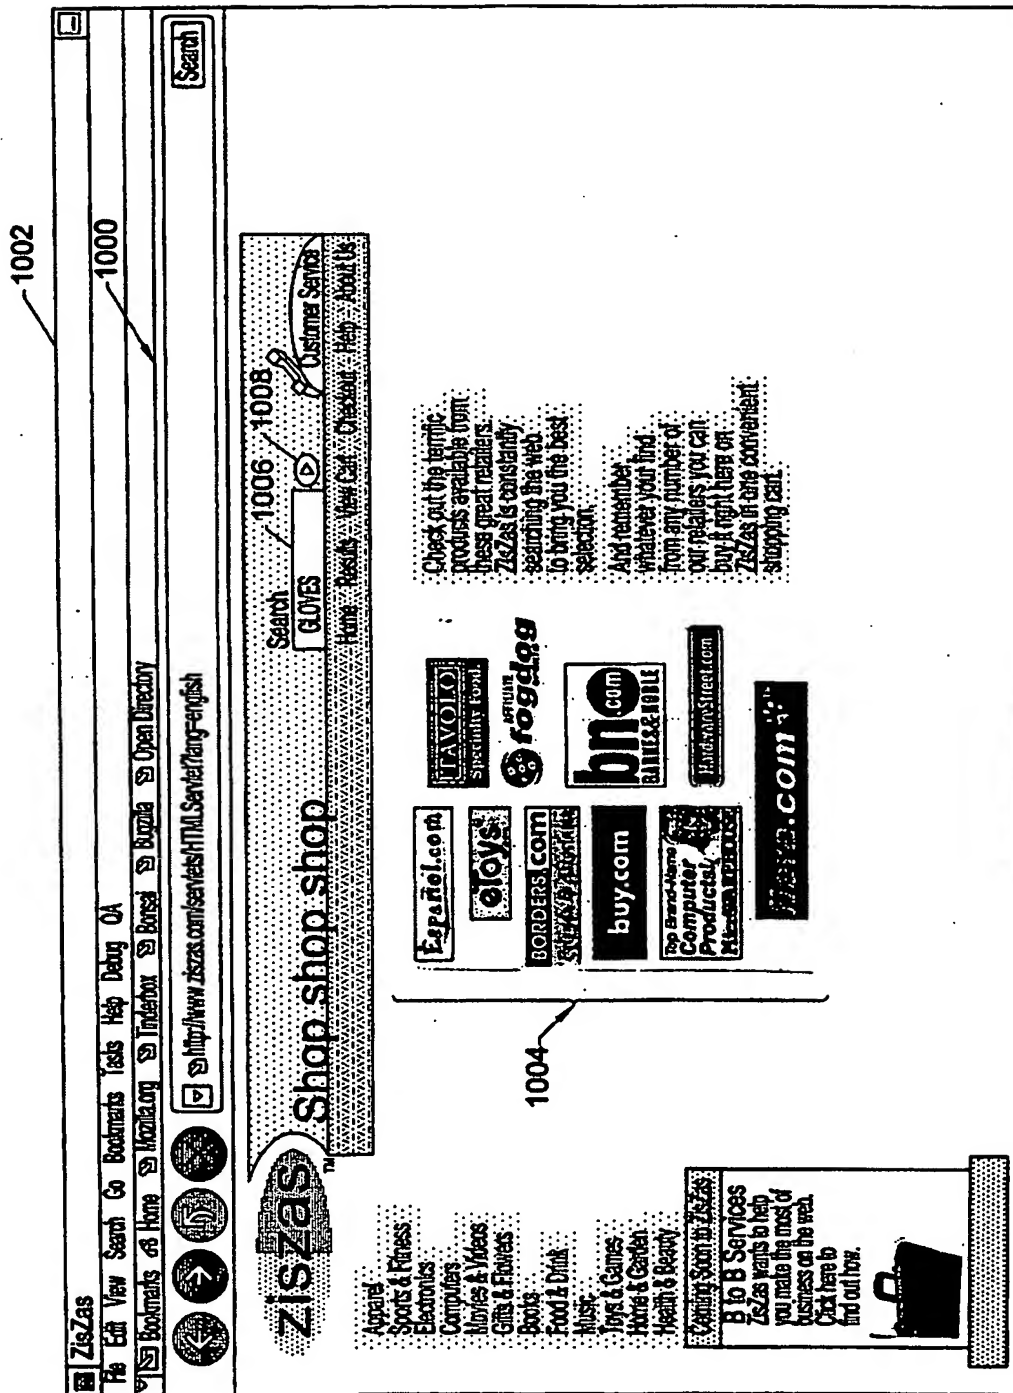 1002
1000
ZisZas
File Edit View Search Go Bookmarks Tasks Help Debug QA
Bookmarks Home Mozilla.org Tinderbox Bonsai Bugzilla Open Directory
http://www.ziszas.com/servlets/HTMLServlet?lang=english
Search
ziszas
TM
Shop shop shop
Search
1006
1008
GLOVES
Customer Service
Home Results View Cart Checkout Help About Us
Apparel
Sports & Fitness
Electronics
Computers
Movies & Videos
Gifts & Flowers
Books
Food & Drink
Music
Toys & Games
Home & Garden
Health & Beauty
Coming Soon to ZisZas
B to B Services
ZisZas wants to help
you make the most of
business on the web.
Click here to
find out how.
1004
Español.com
eToys
BORDERS.com
buy.com
Top Brand-Name
Computer
Products!
ITAVOLO
Specialty Food.
AFFILIATE
fogdog
bn.com
BARNES & NOBLE
HardwareStreet.com
.com
Check out the terrific
products available from
these great retailers.
ZisZas is constantly
searching the web
to bring you the best
selection.
And remember,
whatever your find
from any number of
our retailers you can
buy it right here on
ZisZas in one convenient
shopping cart.